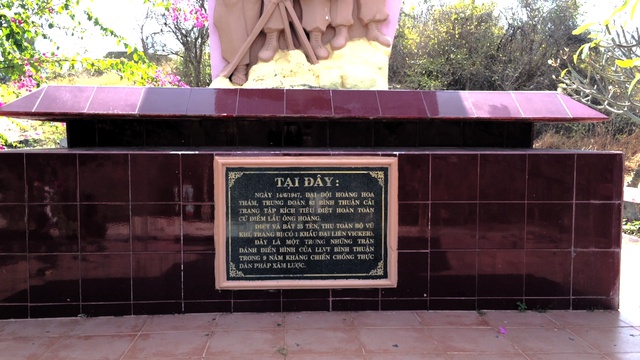 TẠI ĐÂY:
NGÀY 14/6/1947, ĐẠI ĐỘI HOÀNG HOA
THÁM, TRUNG ĐOÀN 82 BÌNH THUẬN CẢI
TRANG TẬP KÍCH TIÊU DIỆT HOÀN TOÀN
CỨ ĐIỂM LẦU ÔNG HOÀNG.
DIỆT VÀ BẮT 23 TÊN, THU TOÀN BỘ VŨ
KHÍ, TRANG BỊ (CÓ 1 KHẨU ĐẠI LIÊN VICKER).
ĐÂY LÀ MỘT TRONG NHỮNG TRẬN
ĐÁNH ĐIỂN HÌNH CỦA LLVT BÌNH THUẬN
TRONG 9 NĂM KHÁNG CHIẾN CHỐNG THỰC
DÂN PHÁP XÂM LƯỢC.